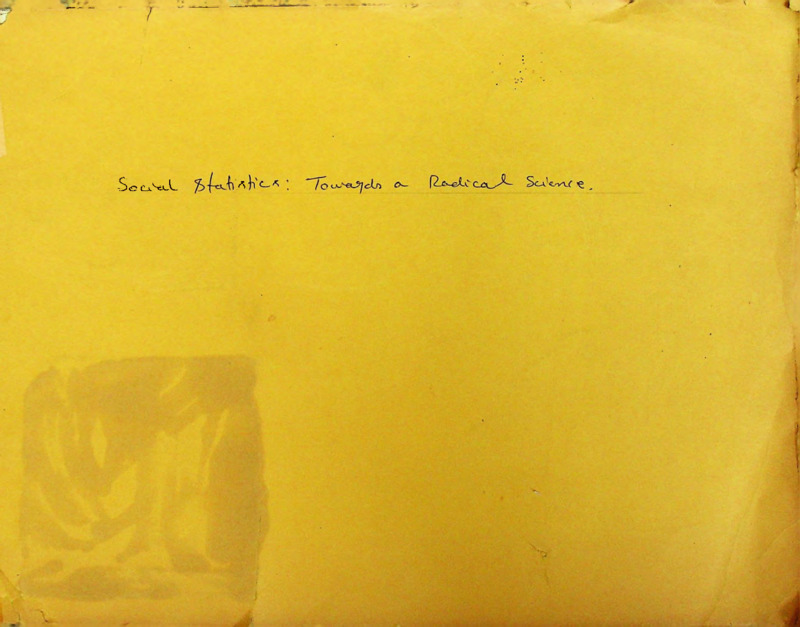 Social Statistics: Towards a Radical Science.